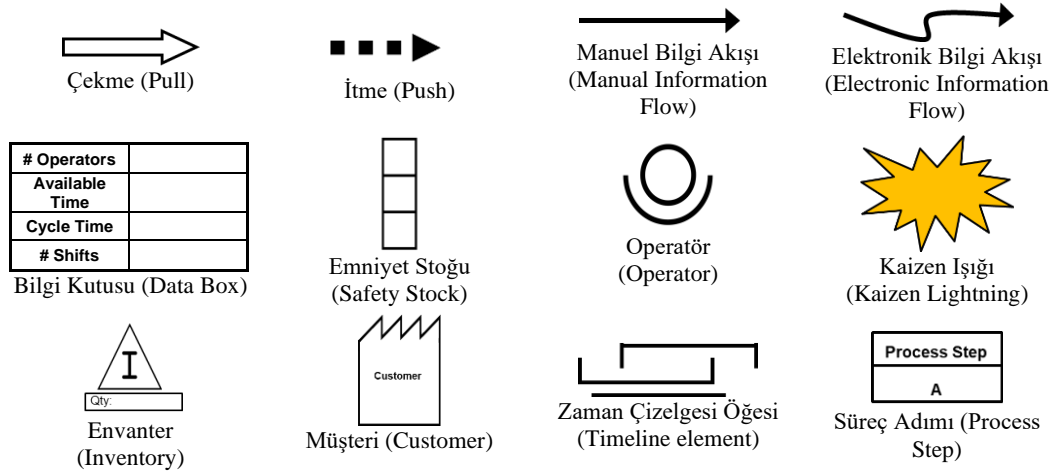 Çekme (Pull)
İtme (Push)
Manuel Bilgi Akışı
(Manual Information
Flow)
Elektronik Bilgi Akışı
(Electronic Information
Flow)
# Operators
Available
Time
Cycle Time
# Shifts
Bilgi Kutusu (Data Box)
Emniyet Stoğu
(Safety Stock)
Operatör
(Operator)
Kaizen Işığı
(Kaizen Lightning)
I
Qty:
Envanter
(Inventory)
Customer
Müşteri (Customer)
Zaman Çizelgesi Öğesi
(Timeline element)
Process Step
A
Süreç Adımı (Process
Step)